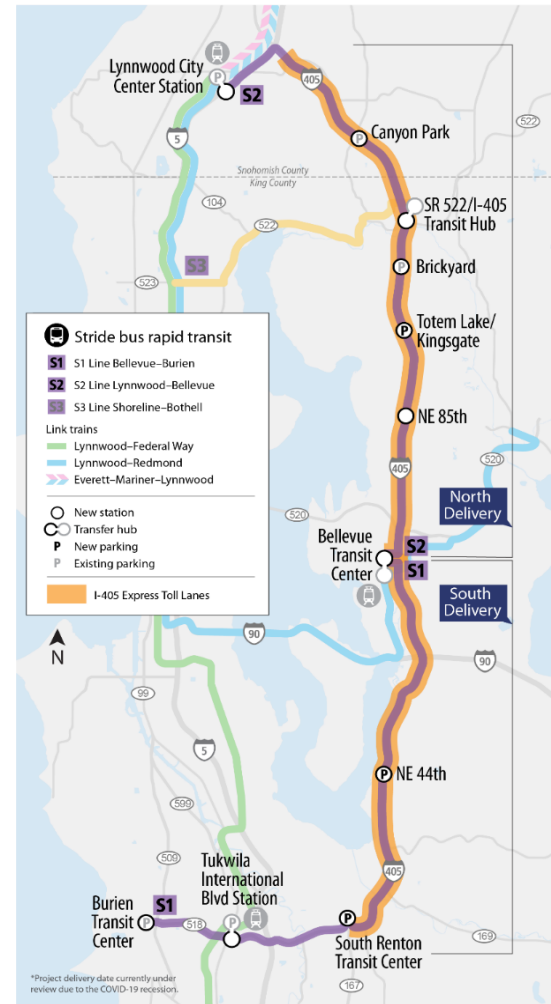 Lynnwood City
Center Station
P
S2
405
5
Canyon Park
P
522
Snohomish County
King County
104
522
SR 522/I-405
Transit Hub
S3
523
P
Brickyard
Stride bus rapid transit
S1 S1 Line Bellevue–Burien
S2 S2 Line Lynnwood–Bellevue
S3 S3 Line Shoreline–Bothell
Link trains
Lynnwood–Federal Way
Lynnwood–Redmond
Everett–Mariner–Lynnwood
New station
Transfer hub
P New parking
P Existing parking
I-405 Express Toll Lanes
P
Totem Lake/
Kingsgate
NE 85th
405
520
520
North
Delivery
Bellevue
Transit
Center
S2
S1
South
Delivery
N
90
90
99
5
P
NE 44th
599
509
405
Tukwila
International
Blvd Station
P
Burien
Transit
Center
S1
P
518
P
South Renton
Transit Center
169
167
*Project delivery date currently under
review due to the COVID-19 recession.